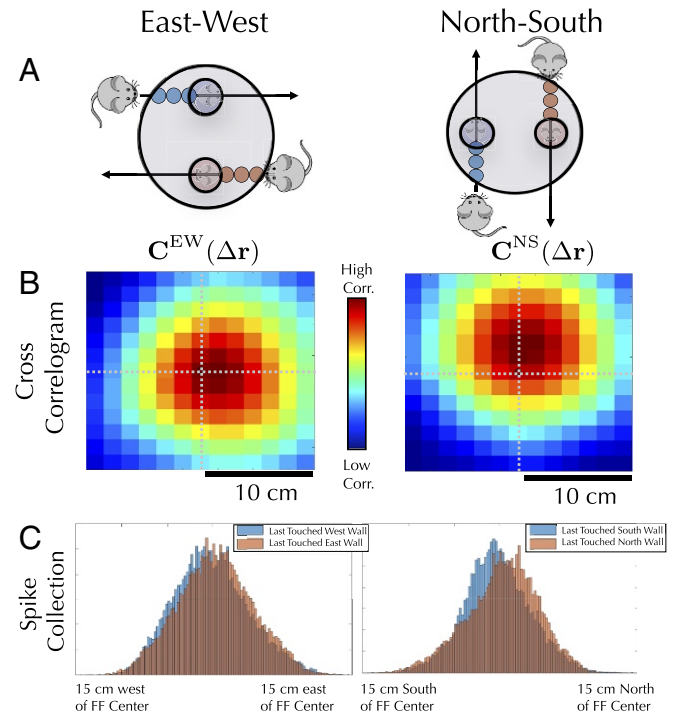 East-West
North-South
A
C^EW(Δr)
C^NS(Δr)
B
High
Corr.
Low
Corr.
Cross
Correlogram
10 cm
10 cm
C
Last Touched West Wall
Last Touched East Wall
Last Touched South Wall
Last Touched North Wall
Spike
Collection
15 cm west
of FF Center
15 cm east
of FF Center
15 cm South
of FF Center
15 cm North
of FF Center